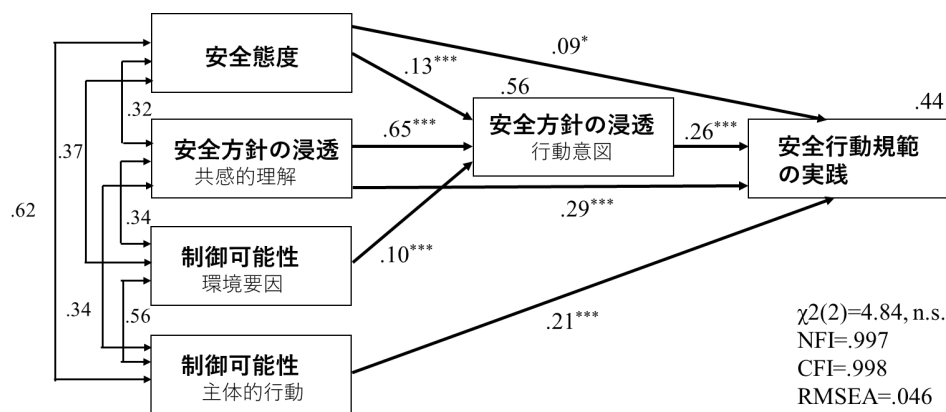 安全態度
.09*
.13***
.56
.44
.32
.65***
安全方針の浸透
行動意図
.26***
安全行動規範
の実践
.37
安全方針の浸透
共感的理解
.62
.34
.29***
制御可能性
環境要因
.10***
.34
.56
.21***
制御可能性
主体的行動
χ2(2)=4.84, n.s.
NFI=.997
CFI=.998
RMSEA=.046